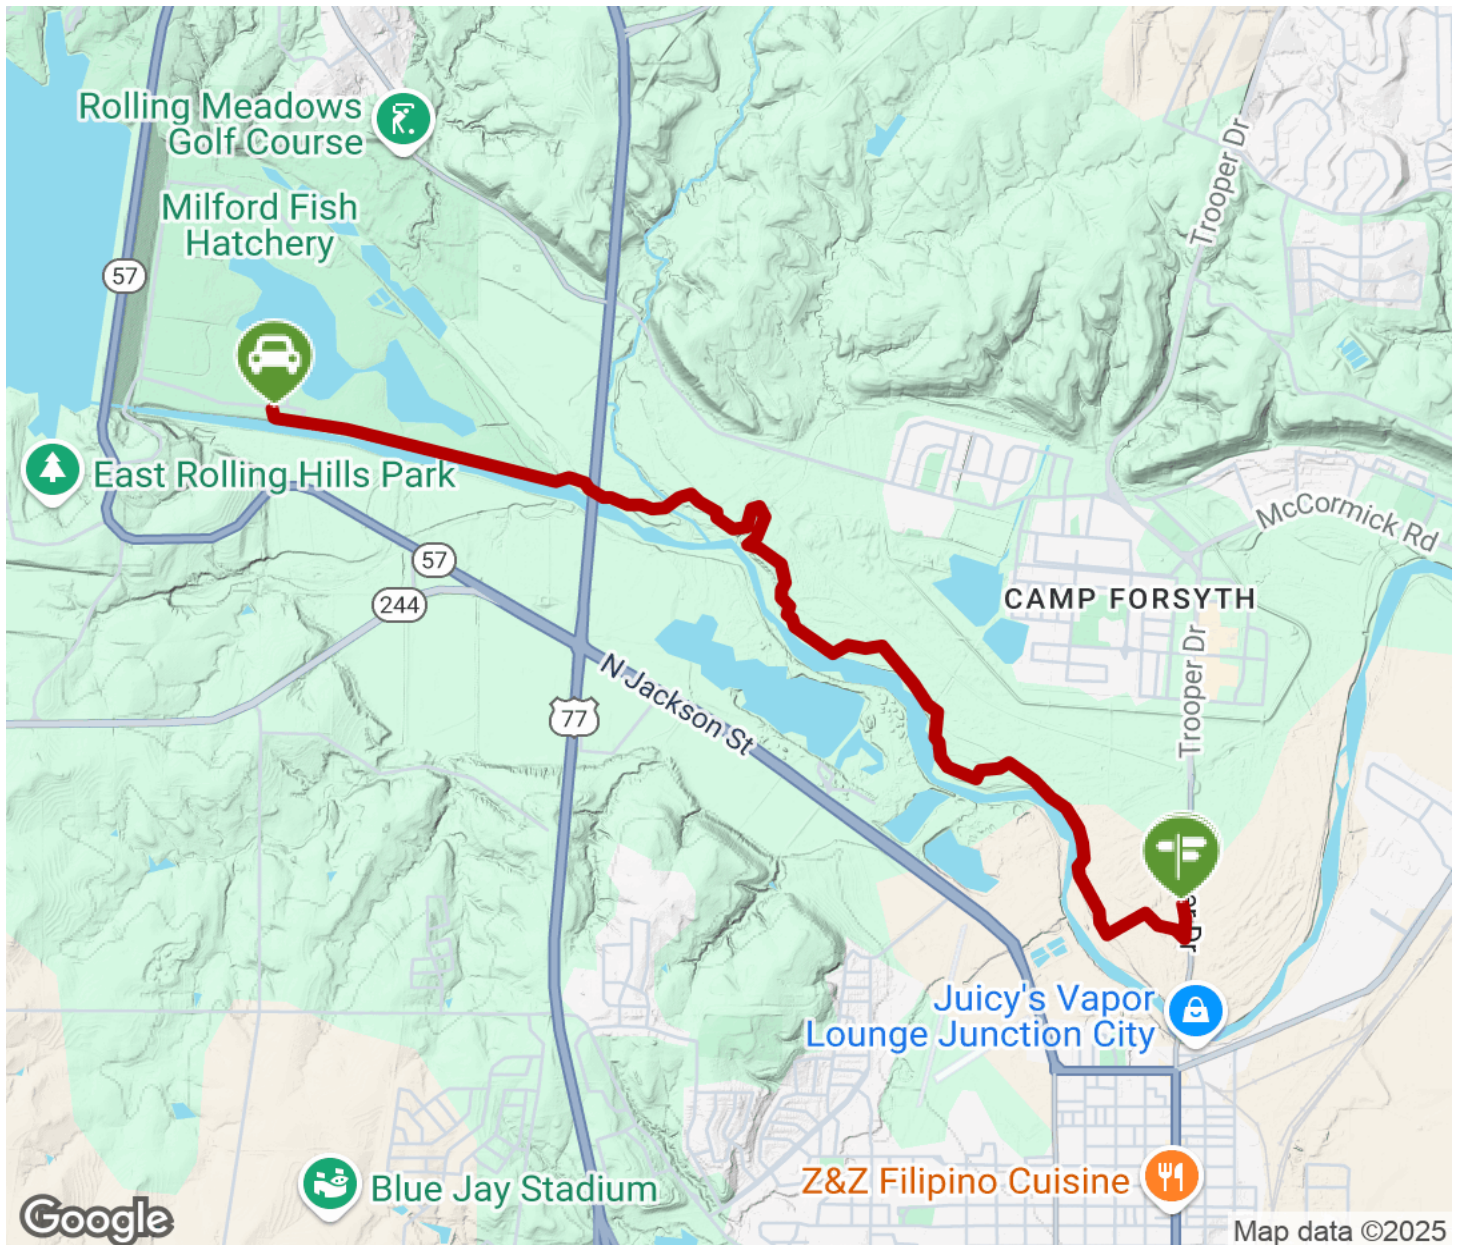 Rolling Meadows
Golf Course
Milford Fish
Hatchery
57
Trooper Dr
East Rolling Hills Park
McCormick Rd
57
244
CAMP FORSYTH
N Jackson St
77
Trooper Dr
Dr
Juicy's Vapor
Lounge Junction City
Z&Z Filipino Cuisine
Blue Jay Stadium
Google
Map data ©2025